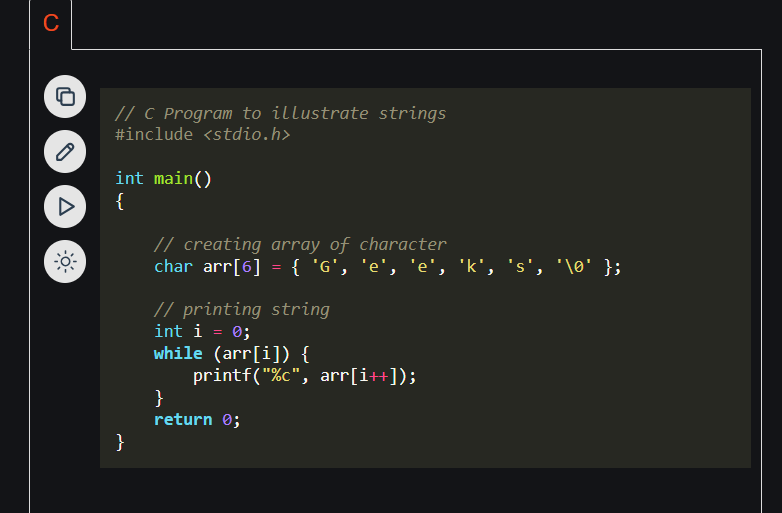 C
// C Program to illustrate strings
#include <stdio.h>
int main()
{
// creating array of character
char arr[6] = { 'G', 'e', 'e', 'k', 's', '\0' };
// printing string
int i = 0;
while (arr[i]) {
printf("%c", arr[i++]);
}
return 0;
}